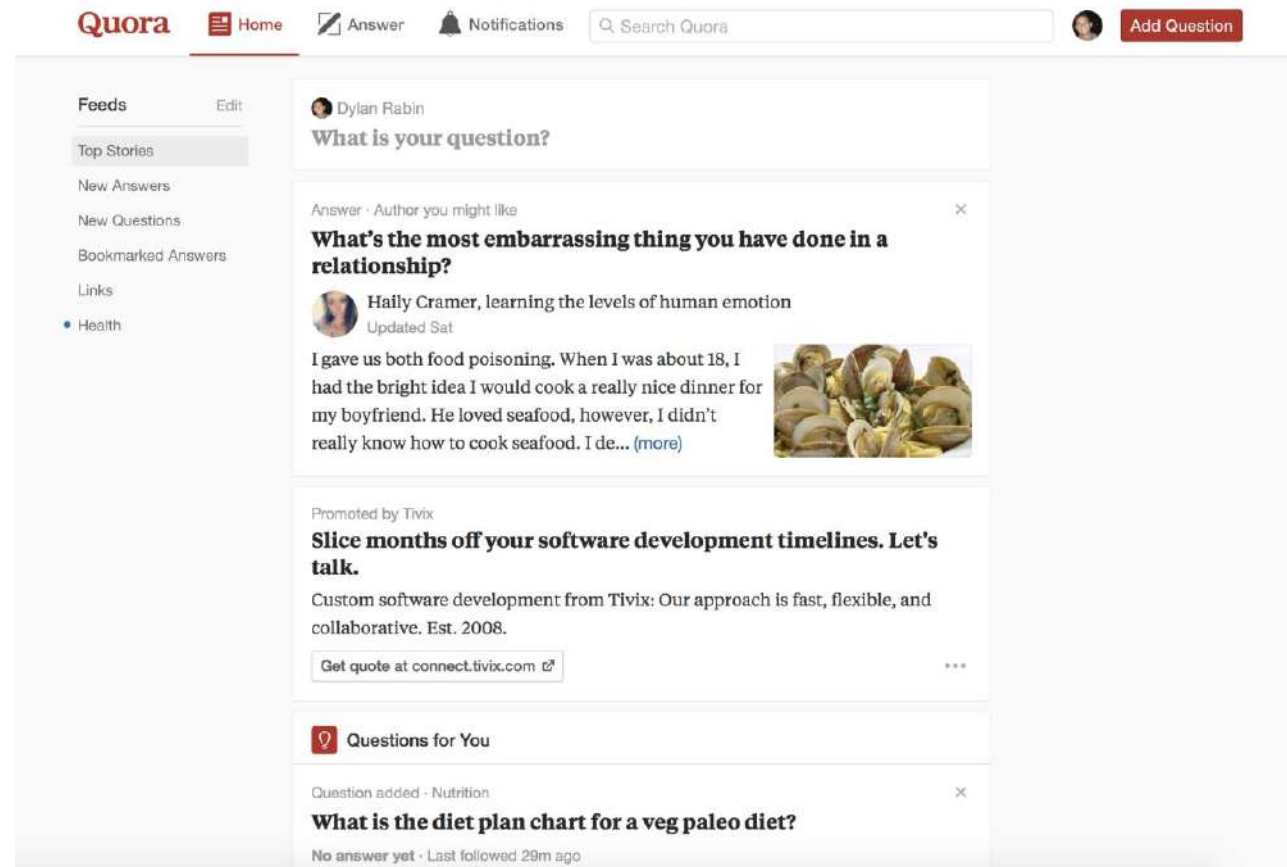 Quora
Home
Answer
Notifications
Search Quora
Add Question
Feeds
Edit
Top Stories
New Answers
New Questions
Bookmarked Answers
Links
Health
Dylan Rabin
What is your question?
Answer · Author you might like
What's the most embarrassing thing you have done in a
relationship?
Haily Cramer, learning the levels of human emotion
Updated Sat
I gave us both food poisoning. When I was about 18, I
had the bright idea I would cook a really nice dinner for
my boyfriend. He loved seafood, however, I didn't
really know how to cook seafood. I de... (more)
Promoted by Tivix
Slice months off your software development timelines. Let's
talk.
Custom software development from Tivix: Our approach is fast, flexible, and
collaborative. Est. 2008.
Get quote at connect.tivix.com
Questions for You
Question added · Nutrition
What is the diet plan chart for a veg paleo diet?
No answer yet · Last followed 29m ago